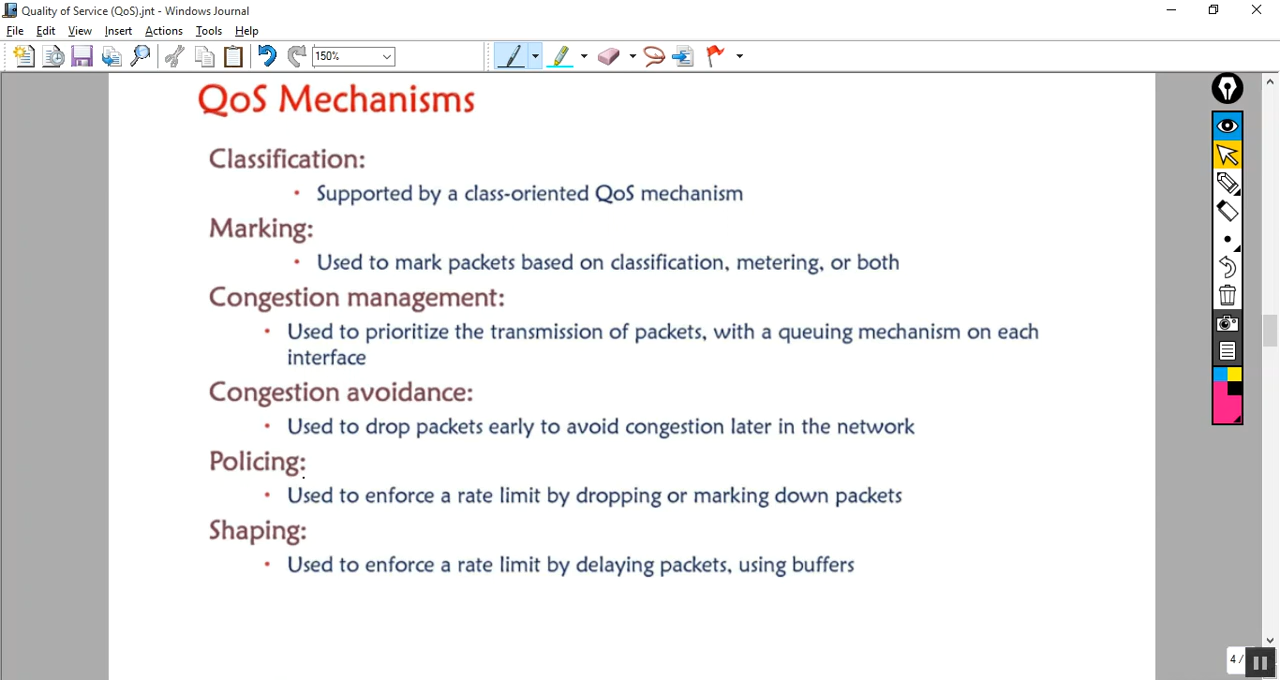 Quality of Service (QoS).jnt - Windows Journal
File Edit View Insert Actions Tools Help
150%
QoS Mechanisms
Classification:
• Supported by a class-oriented QoS mechanism
Marking:
• Used to mark packets based on classification, metering, or both
Congestion management:
• Used to prioritize the transmission of packets, with a queuing mechanism on each
interface
Congestion avoidance:
• Used to drop packets early to avoid congestion later in the network
Policing:
• Used to enforce a rate limit by dropping or marking down packets
Shaping:
• Used to enforce a rate limit by delaying packets, using buffers
4 /